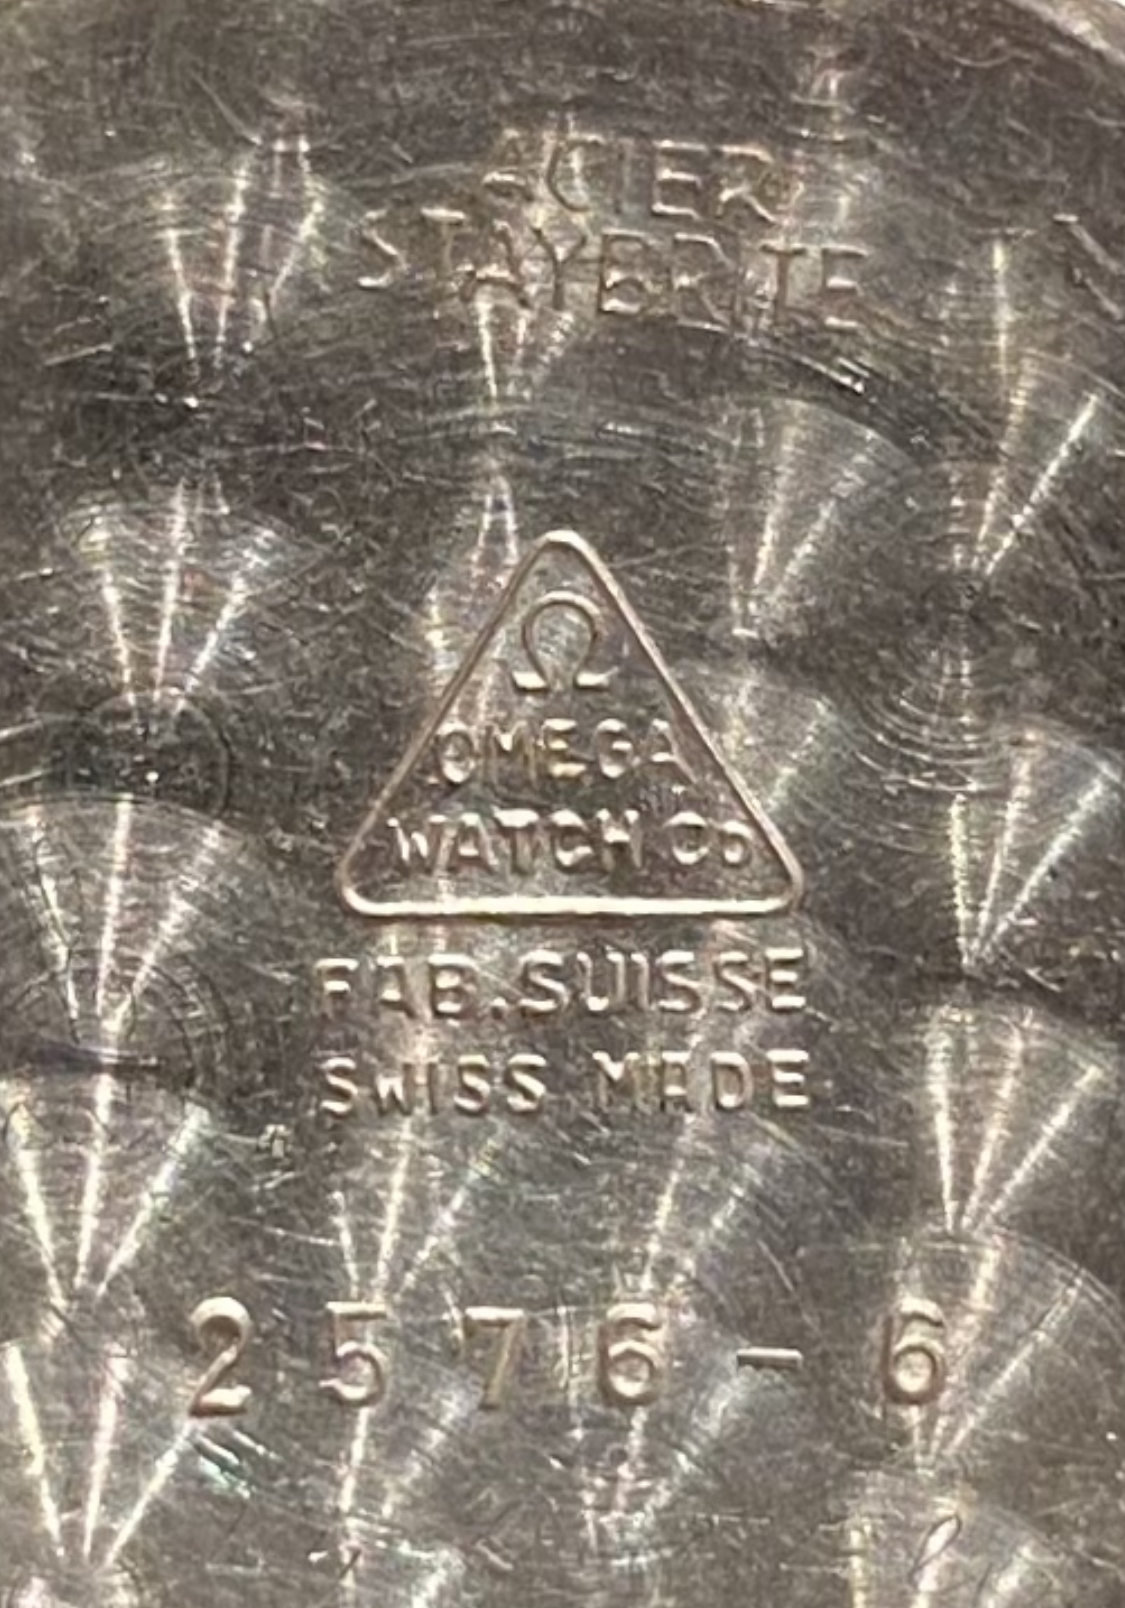 ACIER
STAYBRITE
Ω
OMEGA
WATCH Co
FAB. SUISSE
SWISS MADE
2576-6